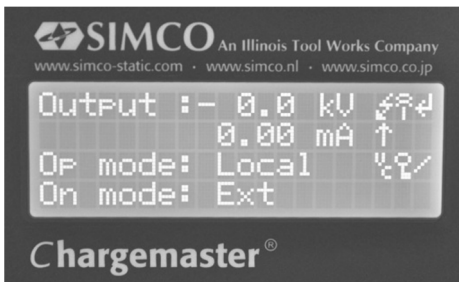 SIMCO An Illinois Tool Works Company
www.simco-static.com · www.simco.nl · www.simco.co.jp
Output :- 0.0 kV
0.00 mA ↑
Op mode: Local
On mode: Ext
Chargemaster®